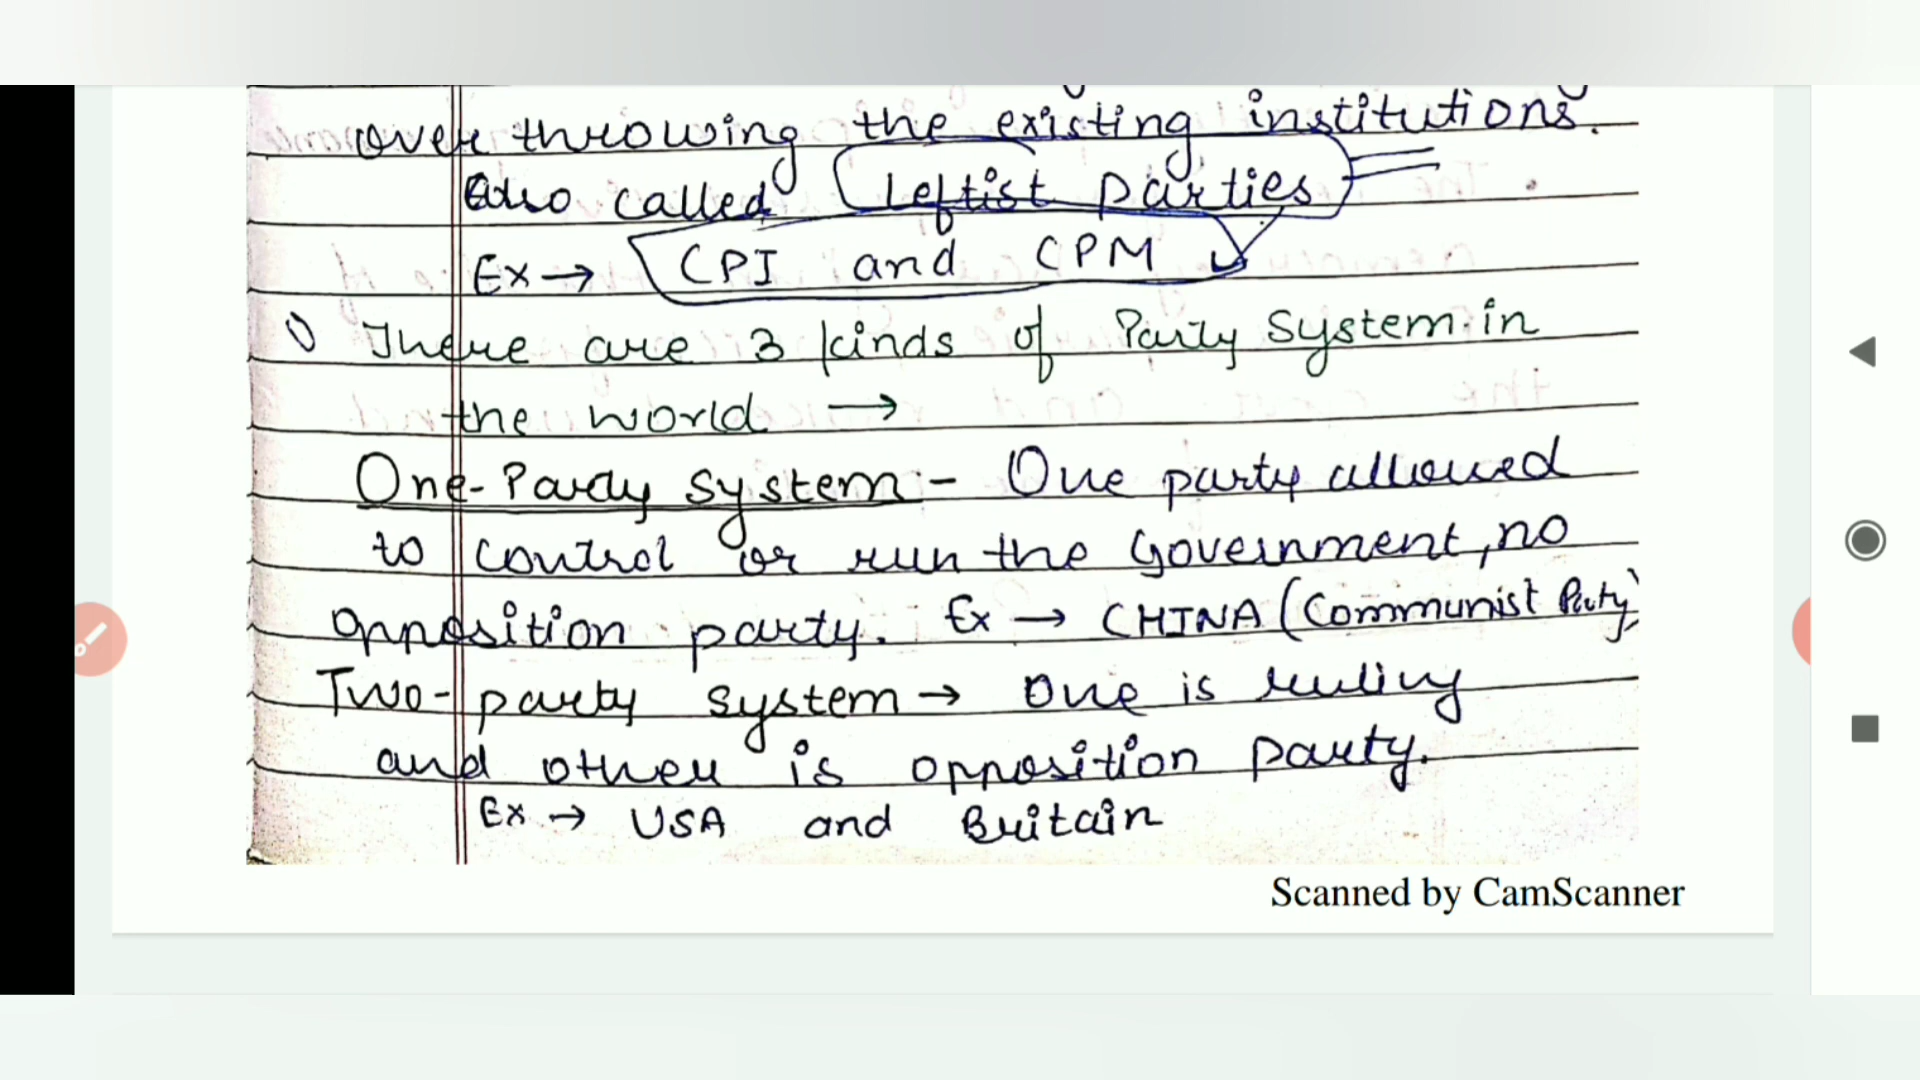 over throwing the existing institutions.
also called leftist parties
Ex → CPI and CPM
There are 3 kinds of Party System in
the world →
One-Party system - One party allowed
to control or run the Government, no
opposition party. Ex → CHINA (Communist Party)
Two-party system → One is ruling
and other is opposition party.
Ex → USA and Britain
Scanned by CamScanner